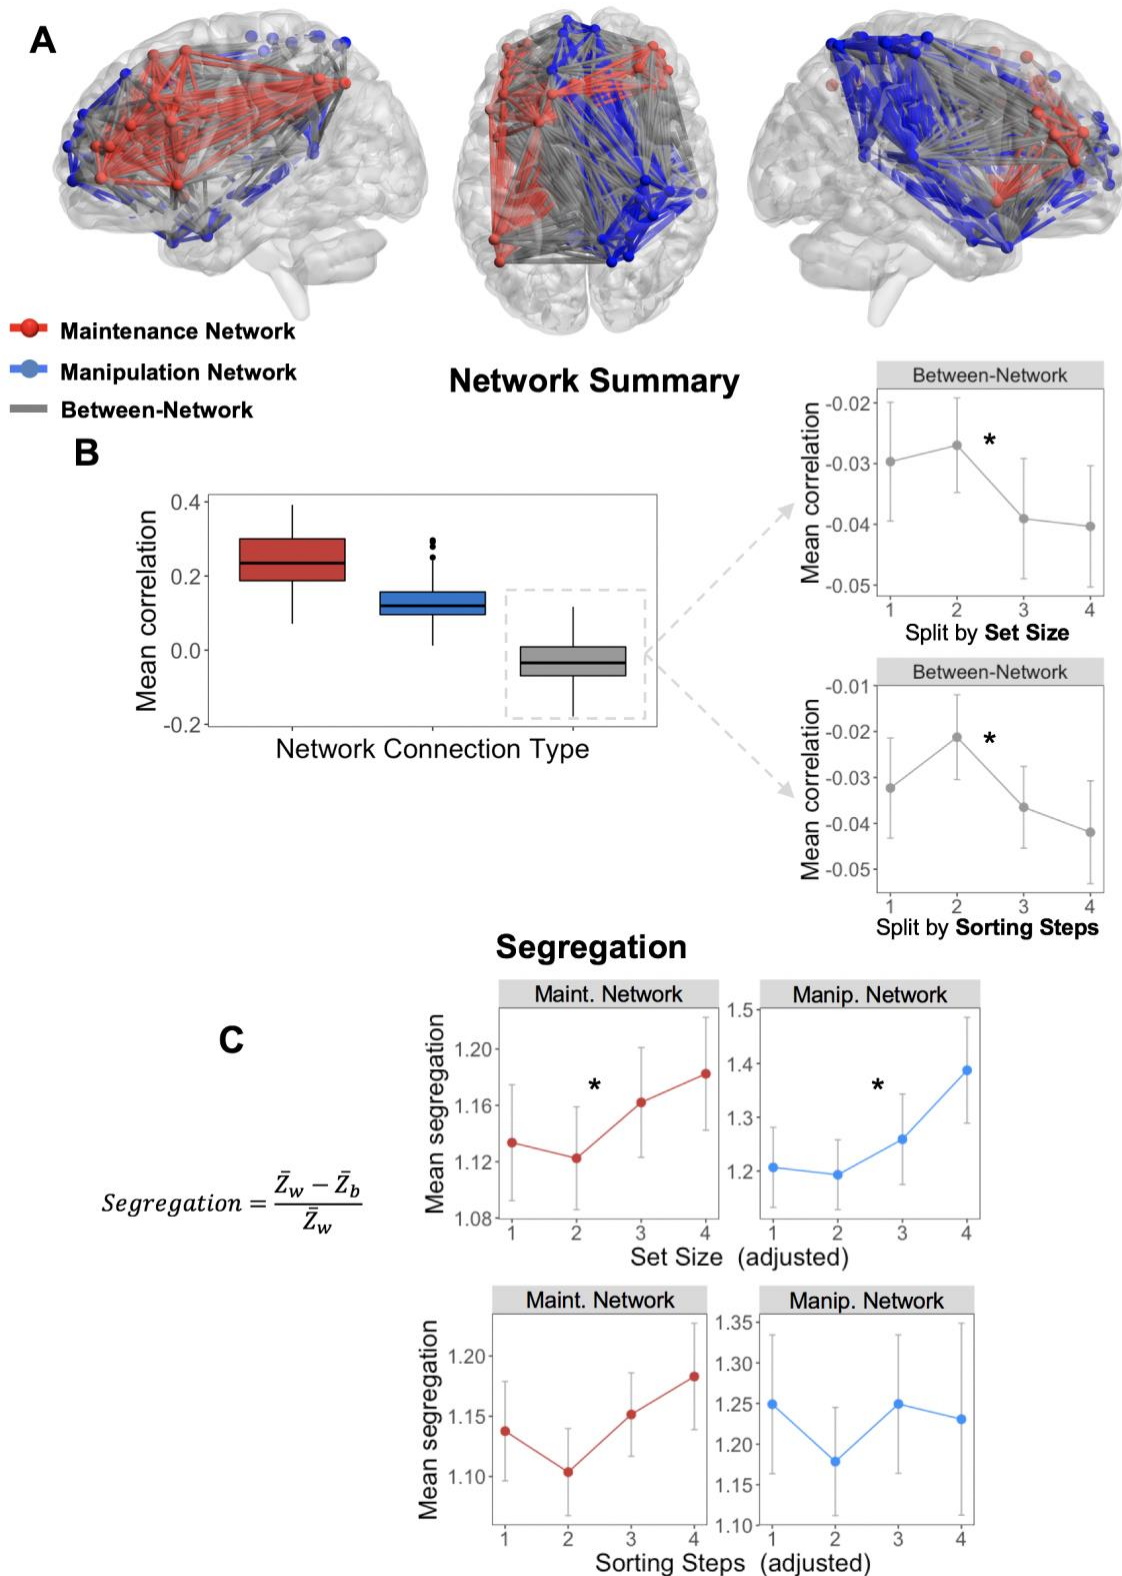 A
Maintenance Network
Manipulation Network
Between-Network
Network Summary
B
Mean correlation
0.4
0.2
0.0
-0.2
Network Connection Type
Between-Network
Mean correlation
-0.02
-0.03
-0.04
-0.05
1 2 3 4
Split by Set Size
Between-Network
Mean correlation
-0.01
-0.02
-0.03
-0.04
-0.05
1 2 3 4
Split by Sorting Steps
Segregation
C
Segregation = (Z̄w − Z̄b) / Z̄w
Maint. Network
Mean segregation
1.20
1.16
1.12
1.08
1 2 3 4
Manip. Network
1.5
1.4
1.3
1.2
1 2 3 4
Set Size (adjusted)
Maint. Network
Mean segregation
1.20
1.15
1.10
1 2 3 4
Manip. Network
1.35
1.30
1.25
1.20
1.15
1.10
1 2 3 4
Sorting Steps (adjusted)